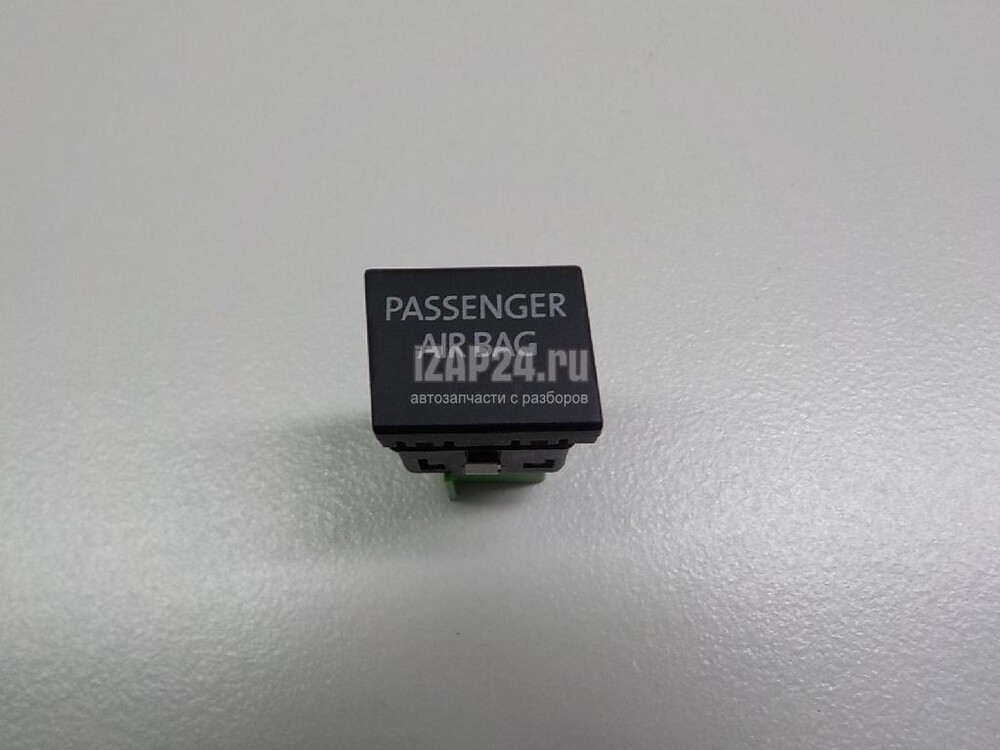 PASSENGER
AIR BAG
iZAP24.ru
автозапчасти с разборов